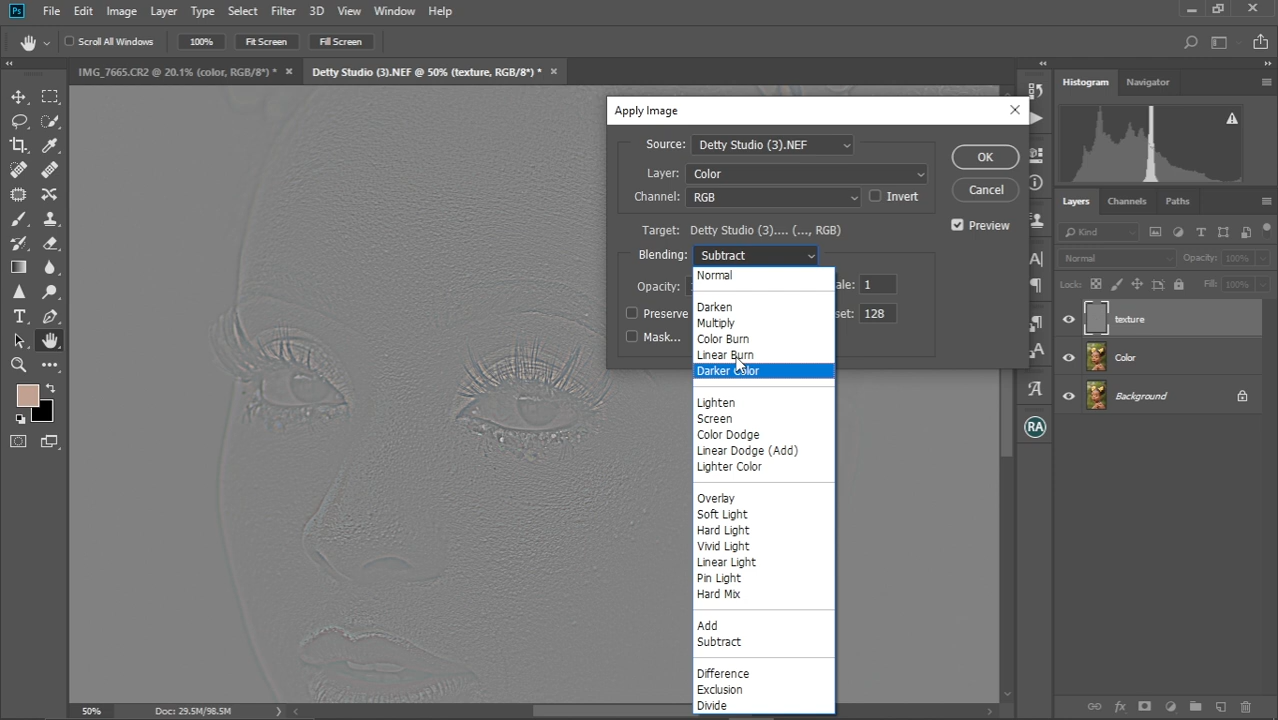 Ps File Edit Image Layer Type Select Filter 3D View Window Help
Scroll All Windows 100% Fit Screen Fill Screen
IMG_7665.CR2 @ 20.1% (color, RGB/8*) * × Detty Studio (3).NEF @ 50% (texture, RGB/8*) * ×
Apply Image
Source: Detty Studio (3).NEF
Layer: Color
Channel: RGB Invert
Target: Detty Studio (3).... (..., RGB)
Blending: Subtract
Opacity: ale: 1
Preserve set: 128
Mask...
OK
Cancel
Preview
Normal
Darken
Multiply
Color Burn
Linear Burn
Darker Color
Lighten
Screen
Color Dodge
Linear Dodge (Add)
Lighter Color
Overlay
Soft Light
Hard Light
Vivid Light
Linear Light
Pin Light
Hard Mix
Add
Subtract
Difference
Exclusion
Divide
Histogram Navigator
Layers Channels Paths
Kind
Normal Opacity: 100%
Lock: Fill: 100%
texture
Color
Background
RA
50% Doc: 29.5M/98.5M